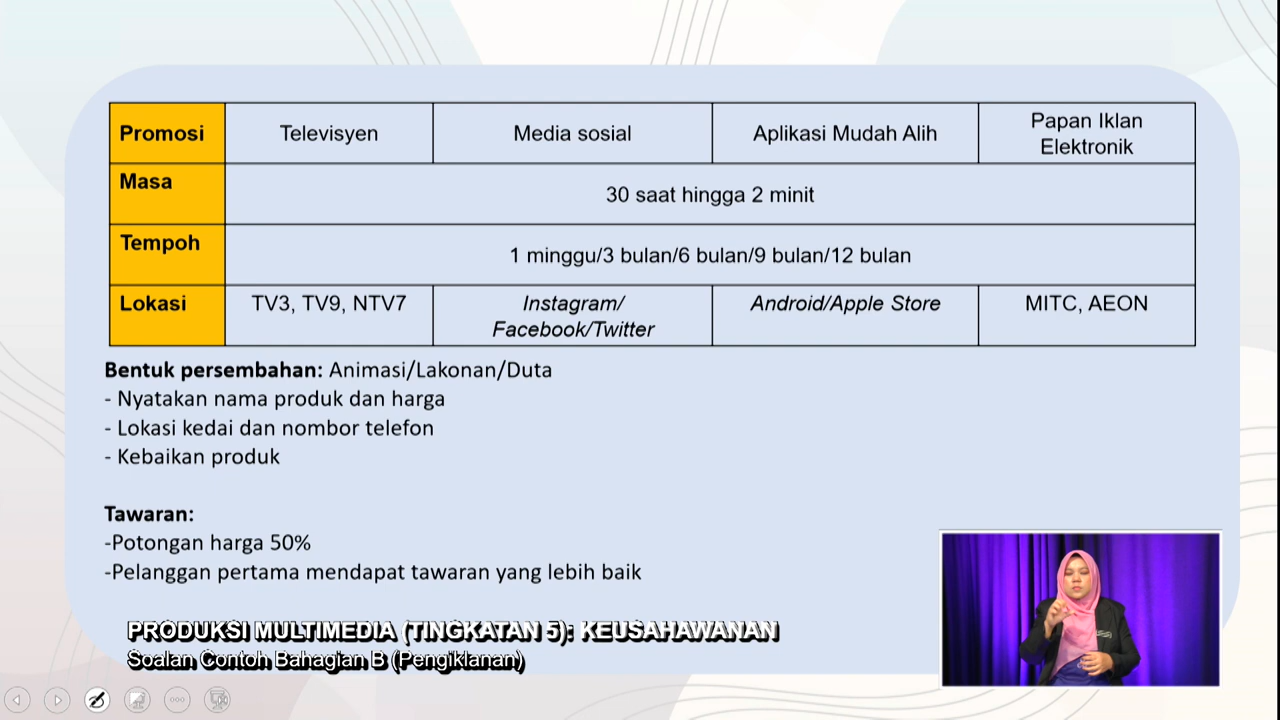 Promosi
Televisyen
Media sosial
Aplikasi Mudah Alih
Papan Iklan
Elektronik
Masa
30 saat hingga 2 minit
Tempoh
1 minggu/3 bulan/6 bulan/9 bulan/12 bulan
Lokasi
TV3, TV9, NTV7
Instagram/
Facebook/Twitter
Android/Apple Store
MITC, AEON
Bentuk persembahan: Animasi/Lakonan/Duta
- Nyatakan nama produk dan harga
- Lokasi kedai dan nombor telefon
- Kebaikan produk
Tawaran:
-Potongan harga 50%
-Pelanggan pertama mendapat tawaran yang lebih baik
PRODUKSI MULTIMEDIA (TINGKATAN 5): KEUSAHAWANAN
Soalan Contoh Bahagian B (Pengiklanan)